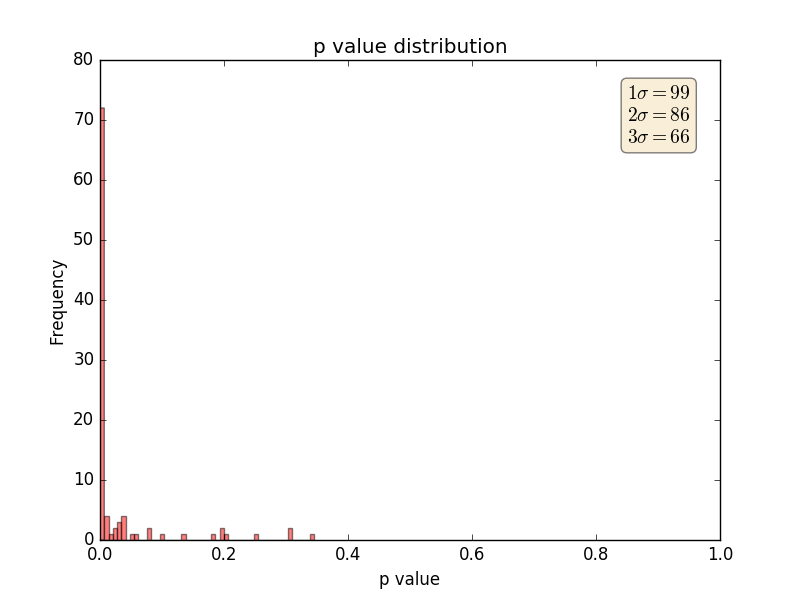 p value distribution
1σ = 99
2σ = 86
3σ = 66
80
70
60
50
40
30
20
10
0
Frequency
0.0 0.2 0.4 0.6 0.8 1.0
p value